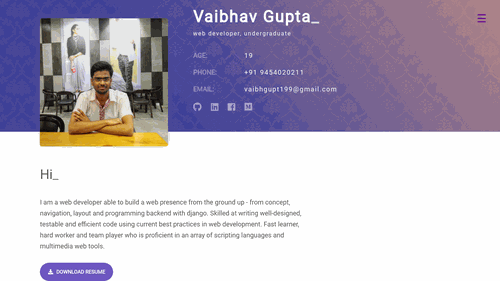 Vaibhav Gupta_
web developer, undergraduate
AGE: 19
PHONE: +91 9454020211
EMAIL: vaibhgupt199@gmail.com
Hi_
I am a web developer able to build a web presence from the ground up - from concept,
navigation, layout and programming backend with django. Skilled at writing well-designed,
testable and efficient code using current best practices in web development. Fast learner,
hard worker and team player who is proficient in an array of scripting languages and
multimedia web tools.
DOWNLOAD RESUME